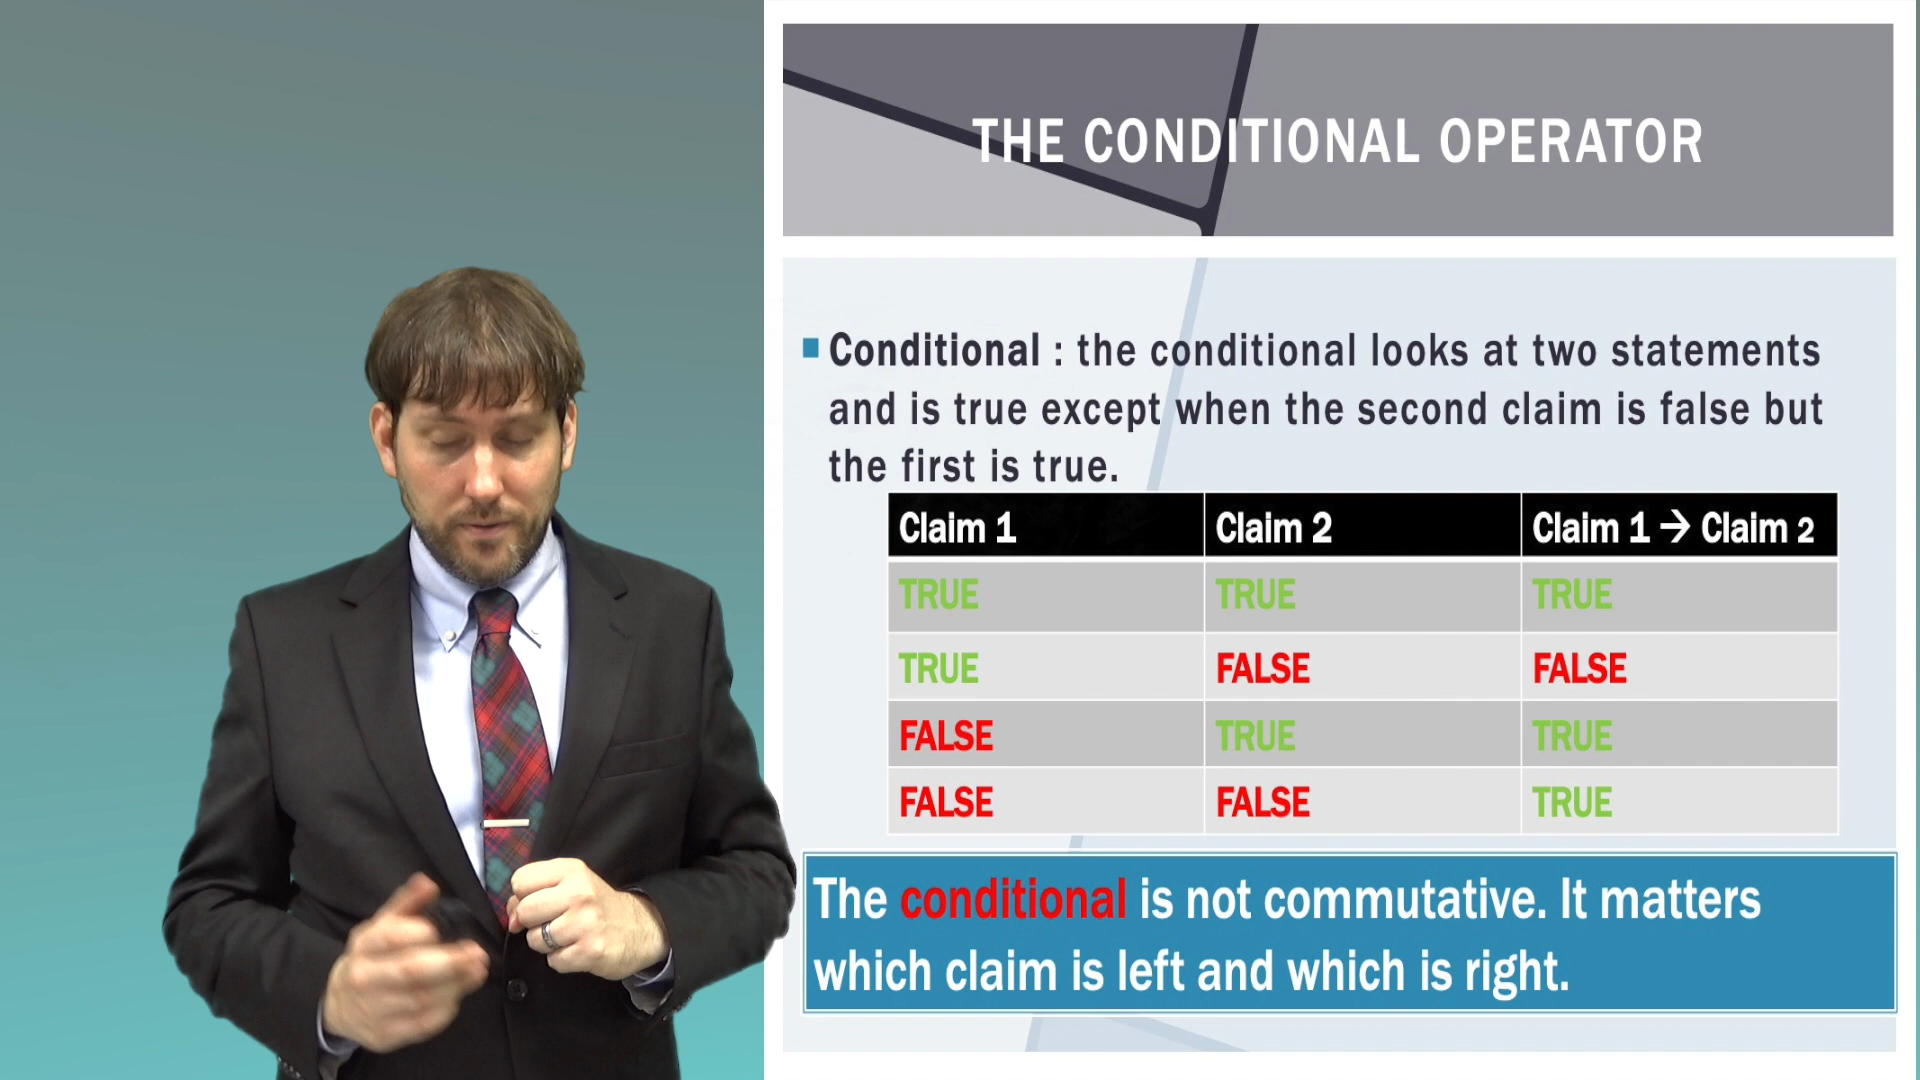 THE CONDITIONAL OPERATOR
Conditional : the conditional looks at two statements
and is true except when the second claim is false but
the first is true.
Claim 1 Claim 2 Claim 1 → Claim 2
TRUE TRUE TRUE
TRUE FALSE FALSE
FALSE TRUE TRUE
FALSE FALSE TRUE
The conditional is not commutative. It matters
which claim is left and which is right.